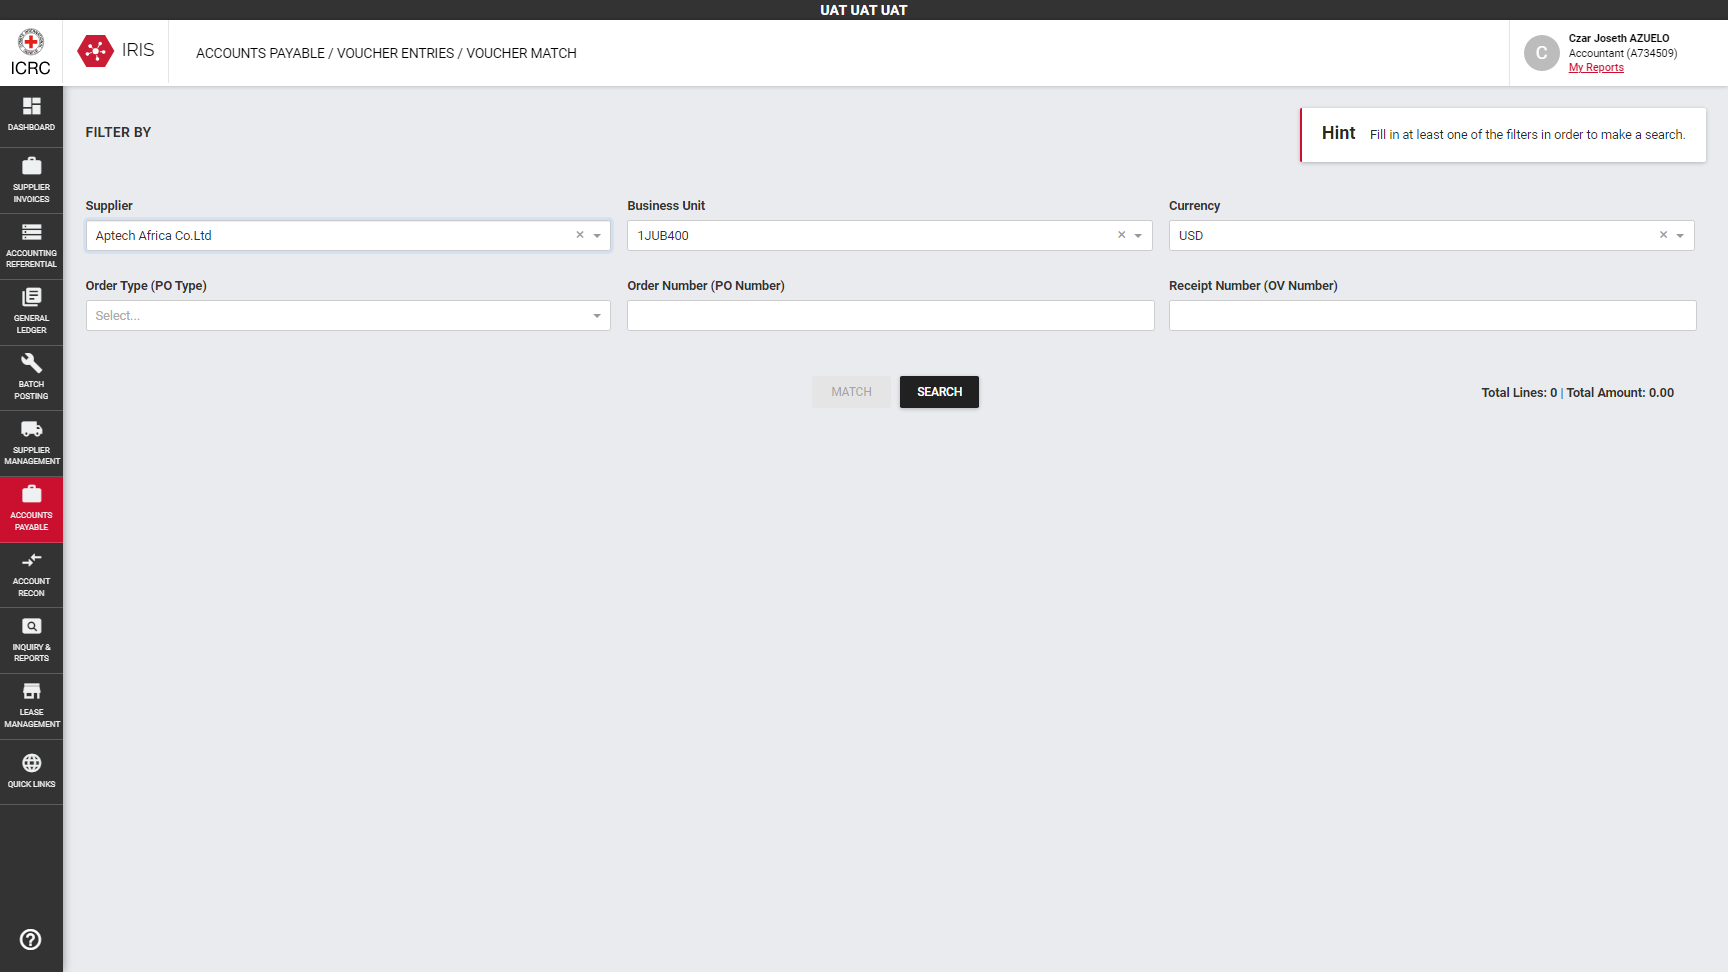 UAT UAT UAT
ICRC
IRIS
ACCOUNTS PAYABLE / VOUCHER ENTRIES / VOUCHER MATCH
C
Czar Joseth AZUELO
Accountant (A734509)
My Reports
DASHBOARD
SUPPLIER
INVOICES
ACCOUNTING
REFERENTIAL
GENERAL
LEDGER
BATCH
POSTING
SUPPLIER
MANAGEMENT
ACCOUNTS
PAYABLE
ACCOUNT
RECON
INQUIRY &
REPORTS
LEASE
MANAGEMENT
QUICK LINKS
FILTER BY
Hint Fill in at least one of the filters in order to make a search.
Supplier
Aptech Africa Co.Ltd
Business Unit
1JUB400
Currency
USD
Order Type (PO Type)
Select...
Order Number (PO Number)
Receipt Number (OV Number)
MATCH
SEARCH
Total Lines: 0 | Total Amount: 0.00